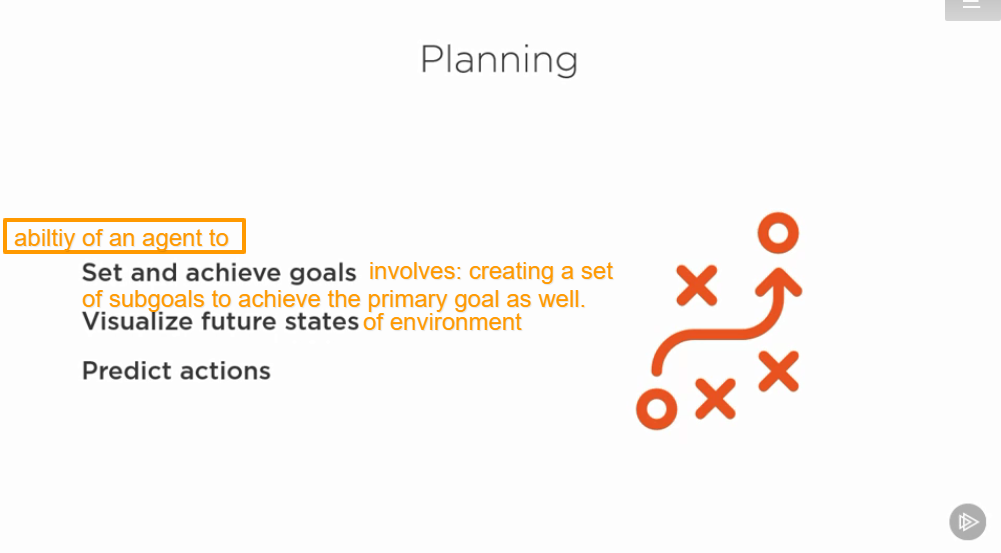 Planning
abiltiy of an agent to
Set and achieve goals involves: creating a set
of subgoals to achieve the primary goal as well.
Visualize future states of environment
Predict actions